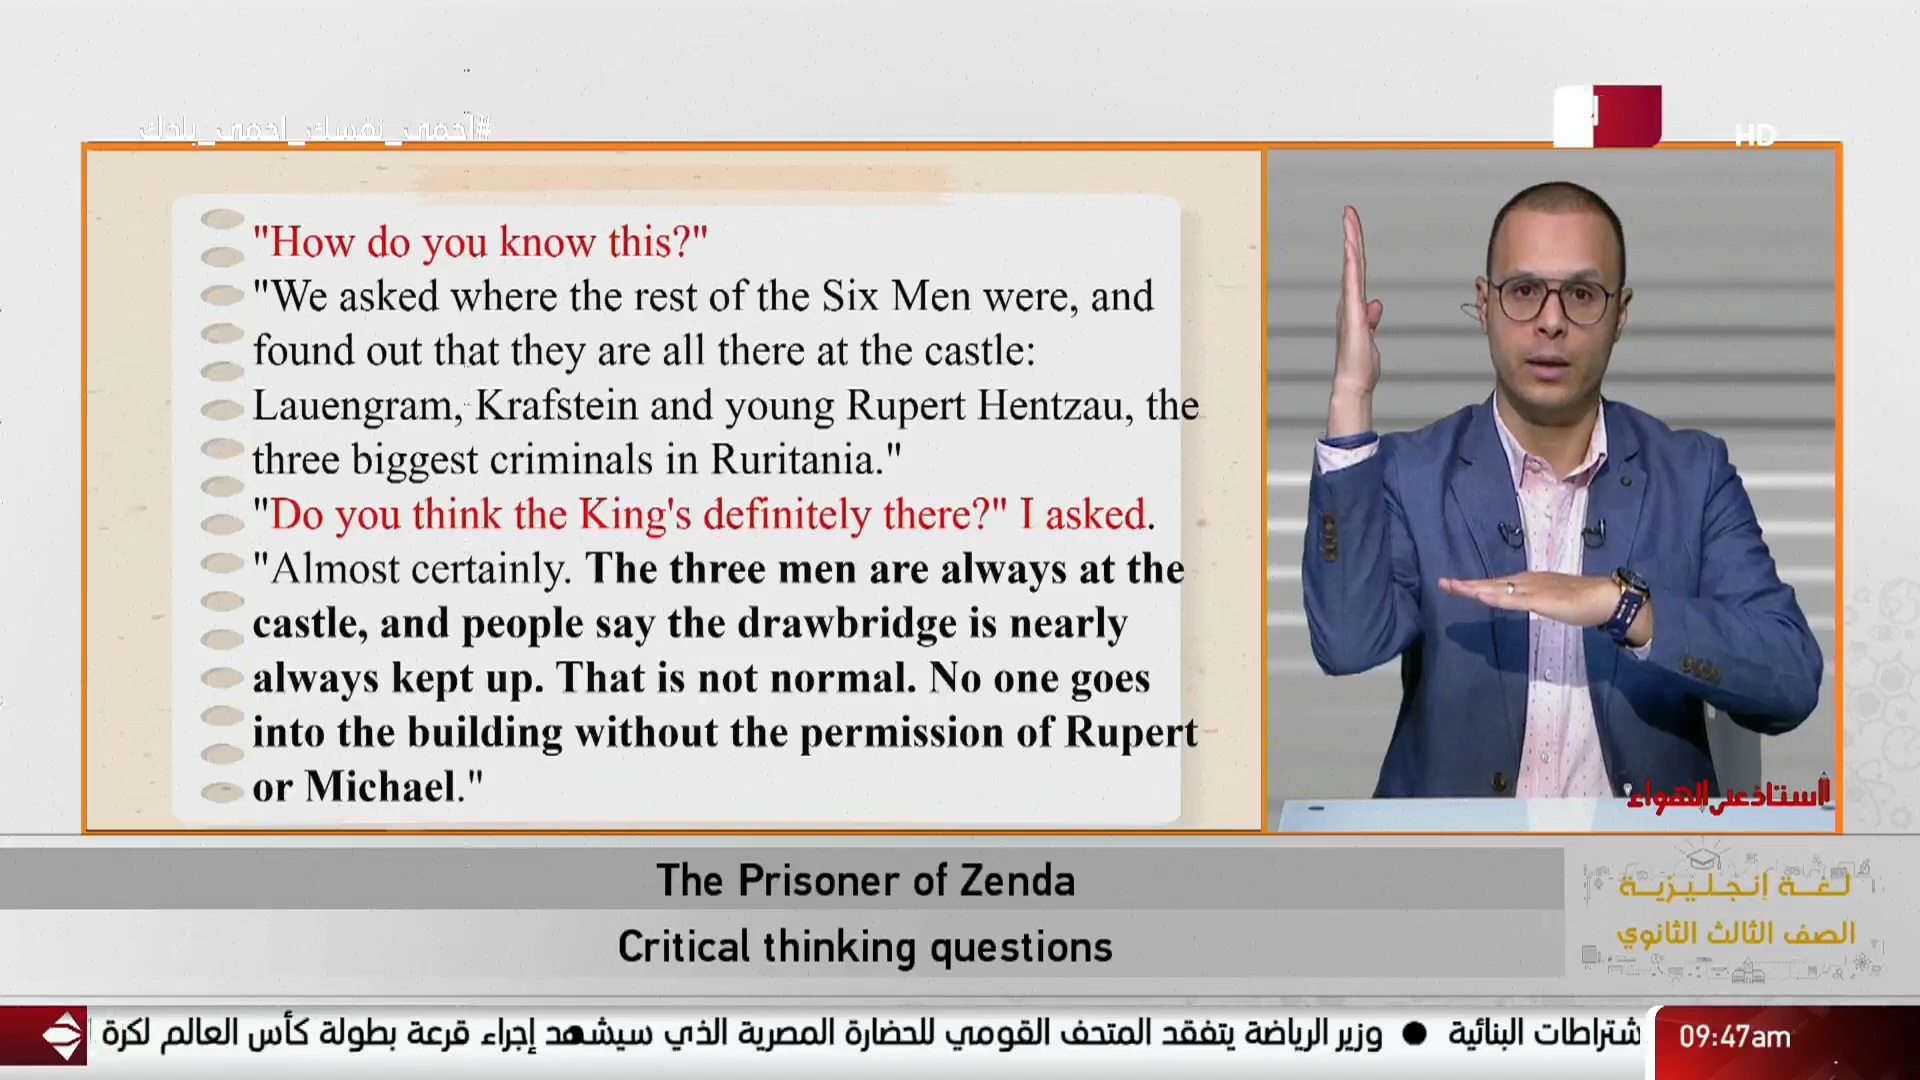 #احمي_نفسك_احمي_بلدك
HD
"How do you know this?"
"We asked where the rest of the Six Men were, and
found out that they are all there at the castle:
Lauengram, Krafstein and young Rupert Hentzau, the
three biggest criminals in Ruritania."
"Do you think the King's definitely there?" I asked.
"Almost certainly. The three men are always at the
castle, and people say the drawbridge is nearly
always kept up. That is not normal. No one goes
into the building without the permission of Rupert
or Michael."
أستاذ على الهواء
The Prisoner of Zenda
Critical thinking questions
لغة إنجليزية
الصف الثالث الثانوي
شتراطات البنائية ● وزير الرياضة يتفقد المتحف القومي للحضارة المصرية الذي سيشهد إجراء قرعة بطولة كأس العالم لكرة
09:47am